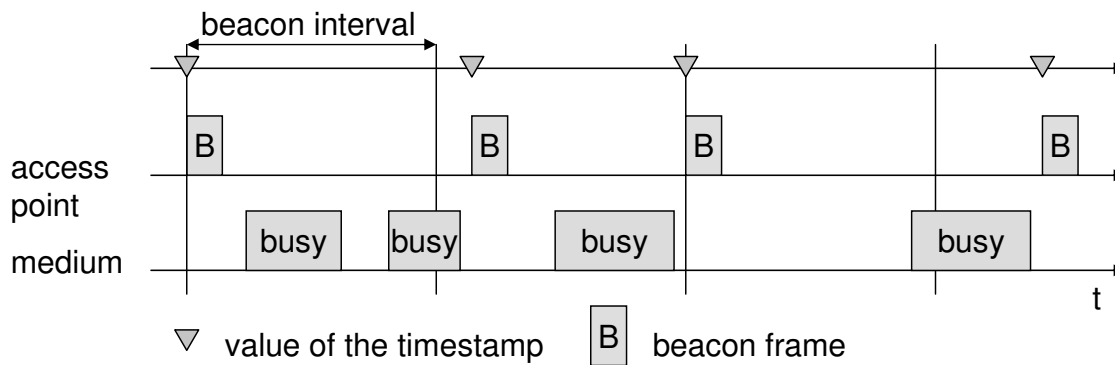 beacon interval
B
B
B
B
access
point
busy
busy
busy
busy
medium
t
value of the timestamp
B
beacon frame